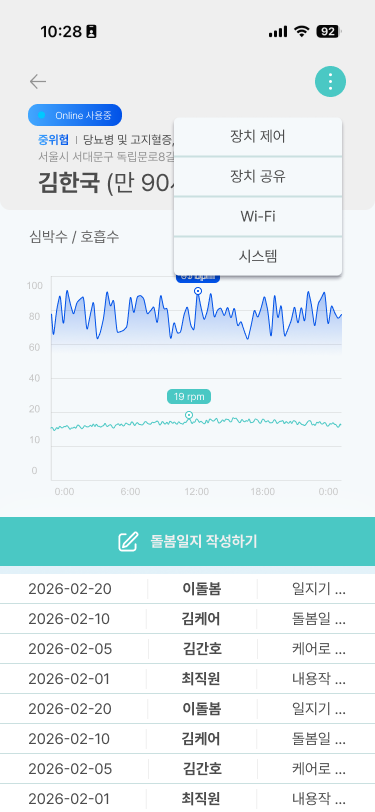 10:28
92
Online 사용중
장치 제어
중위험 | 당뇨병 및 고지혈증,
서울시 서대문구 독립문로8길
장치 공유
김한국 (만 90
Wi-Fi
심박수 / 호흡수
시스템
bpm
100
80
60
40
20
19 rpm
10
0
0:00 6:00 12:00 18:00 0:00
돌봄일지 작성하기
2026-02-20 이돌봄 일지기 ...
2026-02-10 김케어 돌봄일 ...
2026-02-05 김간호 케어로 ...
2026-02-01 최직원 내용작 ...
2026-02-20 이돌봄 일지기 ...
2026-02-10 김케어 돌봄일 ...
2026-02-05 김간호 케어로 ...
2026-02-01 최직원 내용작 ...